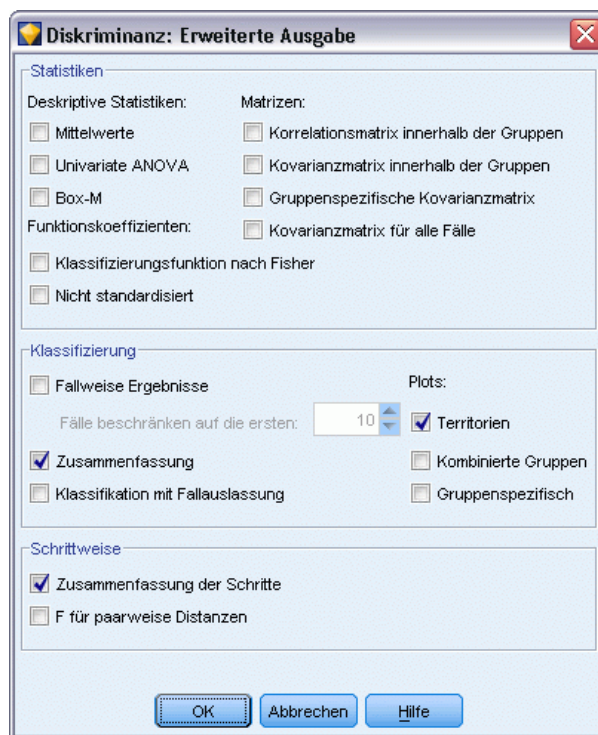 Diskriminanz: Erweiterte Ausgabe
Statistiken
Deskriptive Statistiken: Matrizen:
Mittelwerte Korrelationsmatrix innerhalb der Gruppen
Univariate ANOVA Kovarianzmatrix innerhalb der Gruppen
Box-M Gruppenspezifische Kovarianzmatrix
Funktionskoeffizienten: Kovarianzmatrix für alle Fälle
Klassifizierungsfunktion nach Fisher
Nicht standardisiert
Klassifizierung
Fallweise Ergebnisse Plots:
Fälle beschränken auf die ersten: 10 Territorien
Zusammenfassung Kombinierte Gruppen
Klassifikation mit Fallauslassung Gruppenspezifisch
Schrittweise
Zusammenfassung der Schritte
F für paarweise Distanzen
OK Abbrechen Hilfe